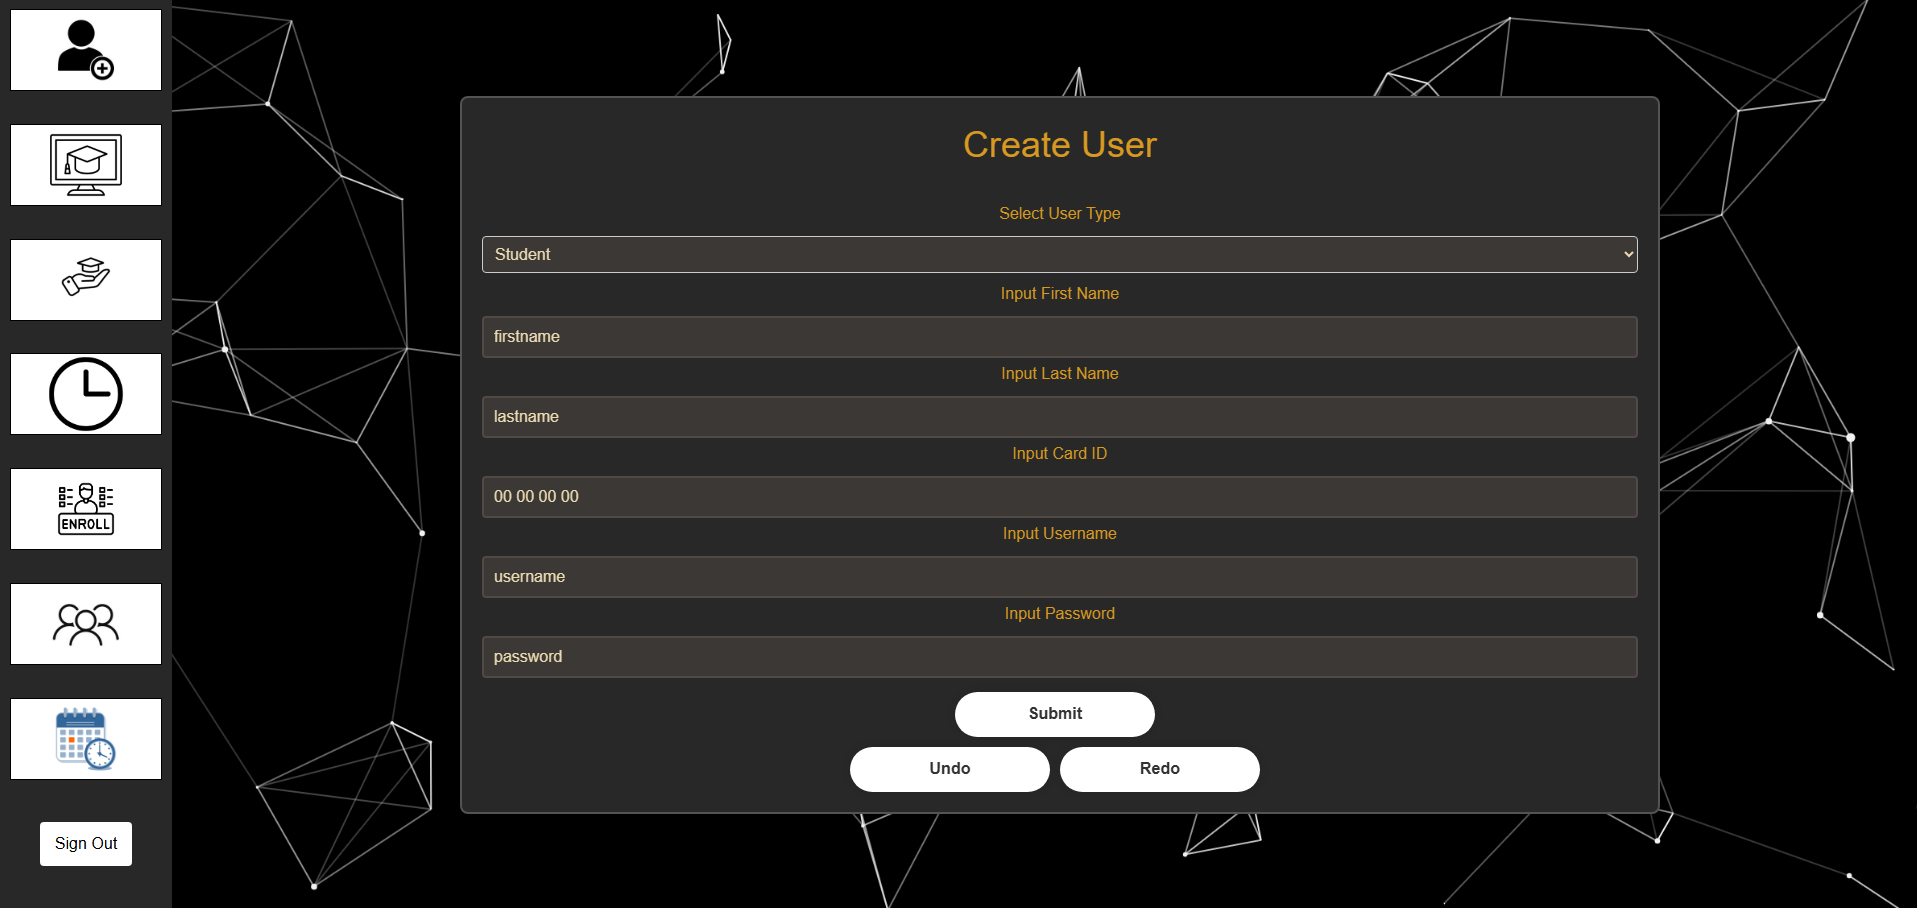 ENROLL
Sign Out
Create User
Select User Type
Student
Input First Name
firstname
Input Last Name
lastname
Input Card ID
00 00 00 00
Input Username
username
Input Password
password
Submit
Undo
Redo